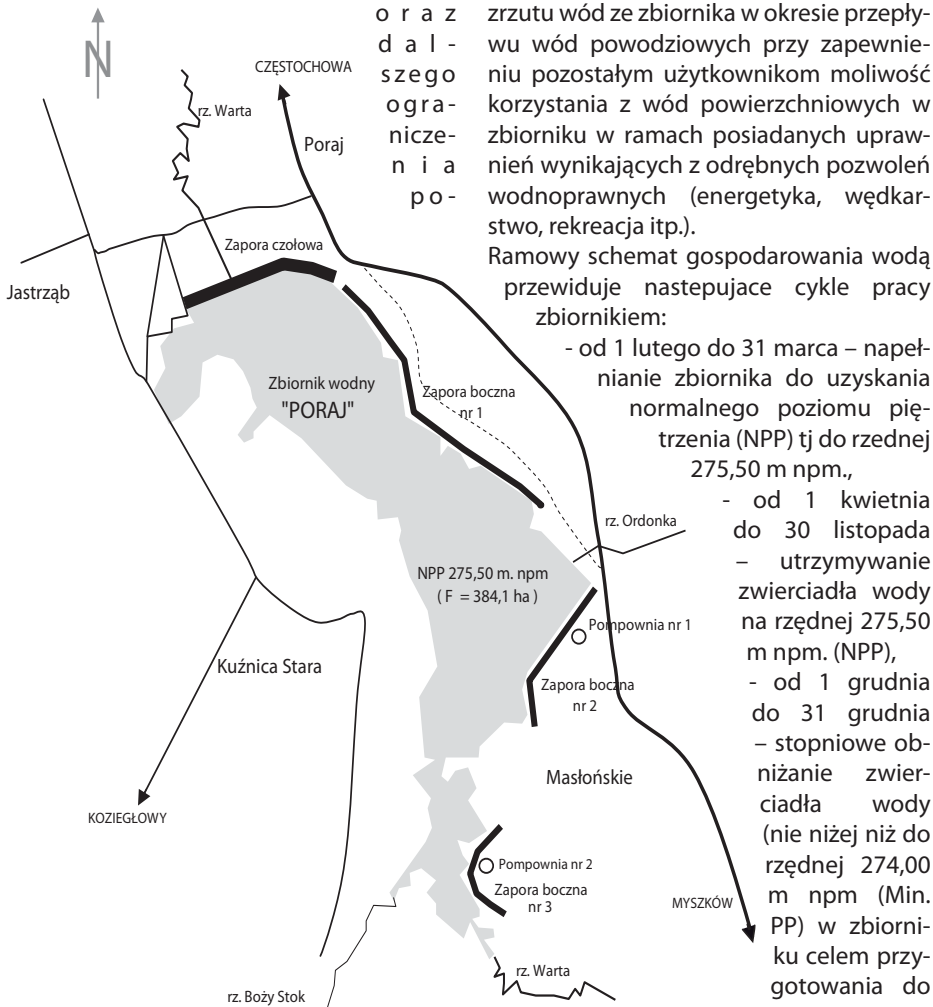 o r a z
d a l -
szego
ogra-
nicze-
n i a
po-
zrzutu wód ze zbiornika w okresie przepły-
wu wód powodziowych przy zapewnie-
niu pozostałym użytkownikom moliwość
korzystania z wód powierzchniowych w
zbiorniku w ramach posiadanych upraw-
nień wynikających z odrębnych pozwoleń
wodnoprawnych (energetyka, wędkar-
stwo, rekreacja itp.).
Ramowy schemat gospodarowania wodą
przewiduje nastepujace cykle pracy
zbiornikiem:
- od 1 lutego do 31 marca – napeł-
nianie zbiornika do uzyskania
normalnego poziomu pię-
trzenia (NPP) tj do rzednej
275,50 m npm.,
- od 1 kwietnia
do 30 listopada
– utrzymywanie
zwierciadła wody
na rzędnej 275,50
m npm. (NPP),
- od 1 grudnia
do 31 grudnia
– stopniowe ob-
niżanie zwier-
ciadła wody
(nie niżej niż do
rzędnej 274,00
m npm (Min.
PP) w zbiorni-
ku celem przy-
gotowania do
N
CZĘSTOCHOWA
rz. Warta
Poraj
Zapora czołowa
Jastrząb
Zbiornik wodny
"PORAJ"
Zapora boczna
nr 1
rz. Ordonka
NPP 275,50 m. npm
( F = 384,1 ha )
Pompownia nr 1
Kuźnica Stara
Zapora boczna
nr 2
Masłońskie
KOZIEGŁOWY
Pompownia nr 2
Zapora boczna
nr 3
MYSZKÓW
rz. Warta
rz. Boży Stok